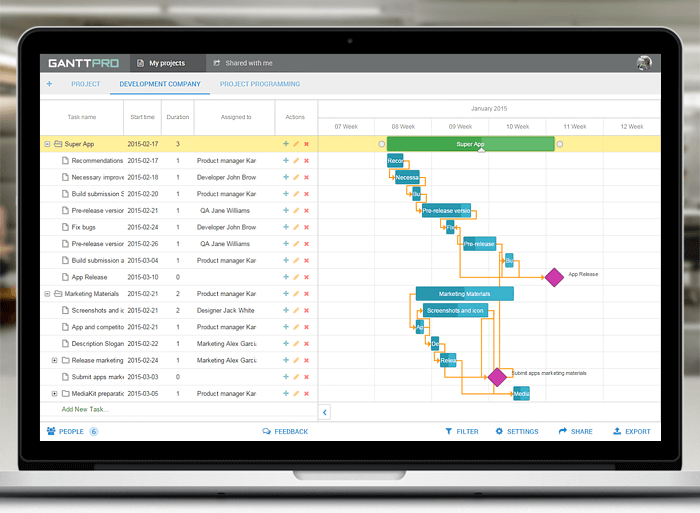 GANTTPRO My projects Shared with me
+ PROJECT DEVELOPMENT COMPANY PROJECT PROGRAMMING
Task name Start time Duration Assigned to Actions
January 2015
07 Week 08 Week 09 Week 10 Week 11 Week 12 Week
Super App 2015-02-17 3 Super App
Recommendations 2015-02-17 1 Product manager Kar Recor
Necessary improve 2015-02-18 1 Developer John Brow Necessa
Build submission S 2015-02-20 1 Product manager Kar Bu
Pre-release version 2015-02-21 1 QA Jane Williams Pre-release versio
Fix bugs 2015-02-24 1 Developer John Brow Fix
Pre-release version 2015-02-26 1 QA Jane Williams Pre-release
Build submission a 2015-03-04 1 Product manager Kar Bu
App Release 2015-03-10 0 App Release
Marketing Materials 2015-02-21 2 Product manager Kar Marketing Materials
Screenshots and ic 2015-02-21 2 Designer Jack White Screenshots and icon
App and competito 2015-02-21 1 Product manager Kar
Description Slogan 2015-02-22 1 Marketing Alex Garcia
Release marketing 2015-02-24 1 Marketing Alex Garcia Relea
Submit apps marke 2015-03-03 0 Submit apps marketing materials
MediaKit preparatio 2015-03-05 1 Product manager Kar Media
Add New Task...
PEOPLE 6 FEEDBACK FILTER SETTINGS SHARE EXPORT